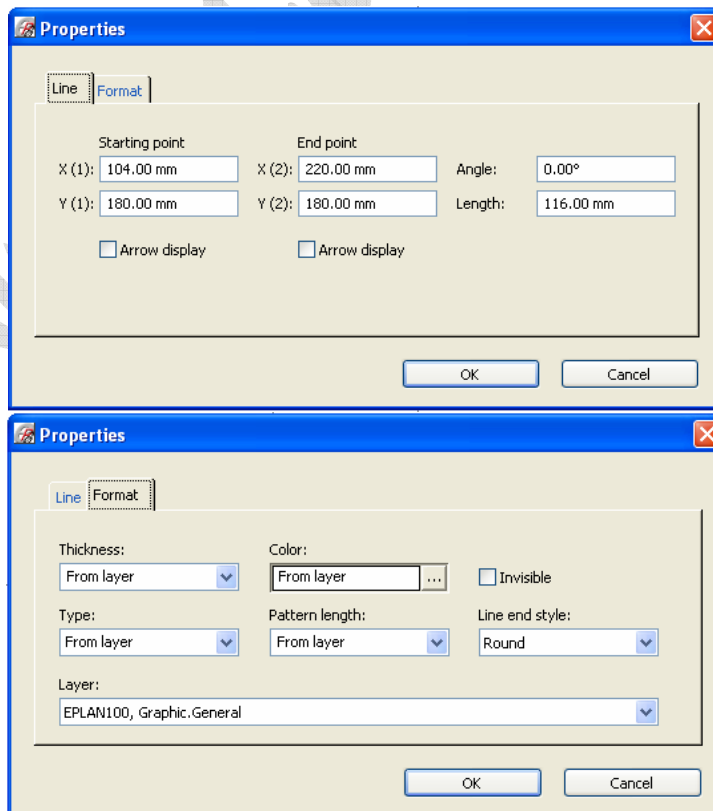 Properties
Line Format
Starting point End point
X (1): 104.00 mm X (2): 220.00 mm Angle: 0.00°
Y (1): 180.00 mm Y (2): 180.00 mm Length: 116.00 mm
Arrow display Arrow display
OK Cancel
Properties
Line Format
Thickness: Color:
From layer From layer ... Invisible
Type: Pattern length: Line end style:
From layer From layer Round
Layer:
EPLAN100, Graphic.General
OK Cancel